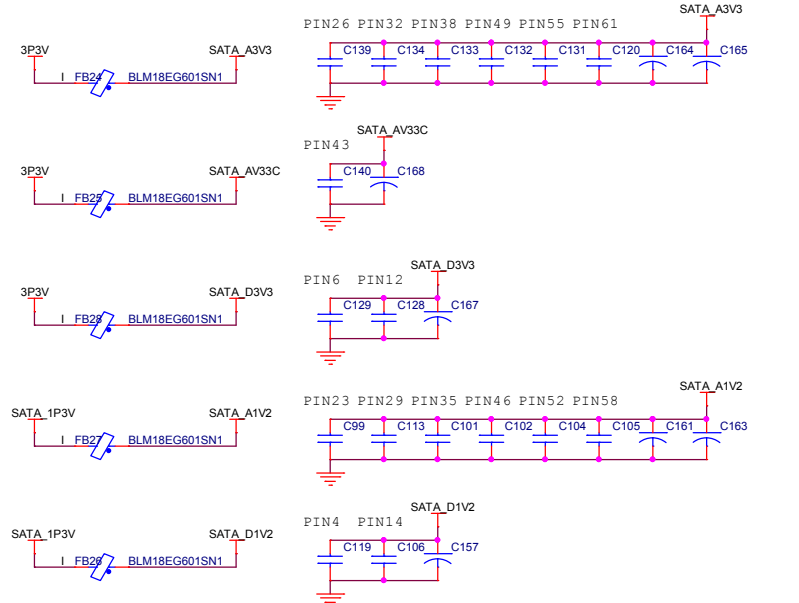 SATA_A3V3
PIN26 PIN32 PIN38 PIN49 PIN55 PIN61
3P3V SATA_A3V3
C139 C134 C133 C132 C131 C120 C164 C165
I FB24 BLM18EG601SN1
SATA_AV33C
PIN43
3P3V SATA_AV33C
C140 C168
I FB25 BLM18EG601SN1
SATA_D3V3
PIN6 PIN12
3P3V SATA_D3V3
C129 C128 C167
I FB28 BLM18EG601SN1
SATA_A1V2
PIN23 PIN29 PIN35 PIN46 PIN52 PIN58
SATA_1P3V SATA_A1V2
C99 C113 C101 C102 C104 C105 C161 C163
I FB27 BLM18EG601SN1
SATA_D1V2
PIN4 PIN14
SATA_1P3V SATA_D1V2
C119 C106 C157
I FB26 BLM18EG601SN1